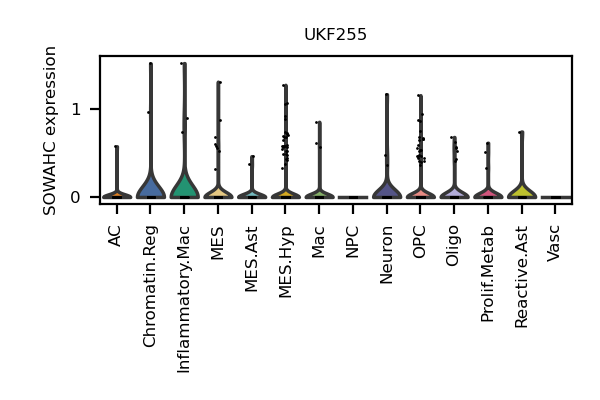 UKF255
SOWAHC expression
1
0
AC
Chromatin.Reg
Inflammatory.Mac
MES
MES.Ast
MES.Hyp
Mac
NPC
Neuron
OPC
Oligo
Prolif.Metab
Reactive.Ast
Vasc